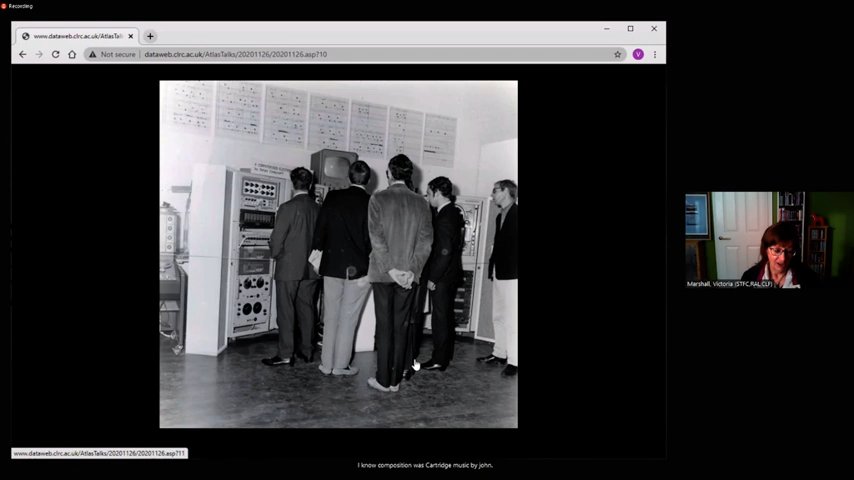 Recording
www.dataweb.clrc.ac.uk/AtlasTalks
Not secure
dataweb.clrc.ac.uk/AtlasTalks/20201126/20201126.asp?10
V
Marshall, Victoria (STFC,RAL,CLF)
www.dataweb.clrc.ac.uk/AtlasTalks/20201126/20201126.asp?11
I know composition was Cartridge music by john.